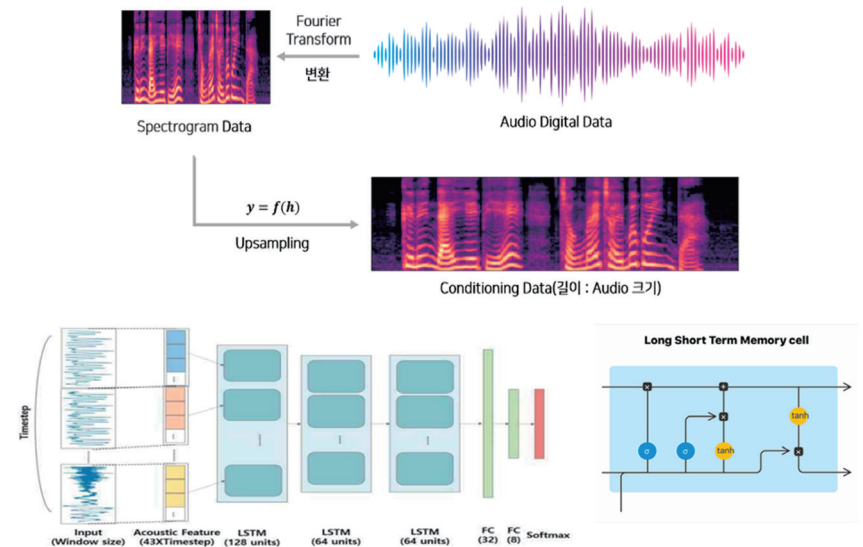 Fourier
Transform
변환
Spectrogram Data
Audio Digital Data
y = f(h)
Upsampling
Conditioning Data(길이 : Audio 크기)
Timestep
Input
(Window size)
Acoustic Feature
(43XTimestep)
LSTM
(128 units)
LSTM
(64 units)
LSTM
(64 units)
FC
(32)
FC
(8)
Softmax
Long Short Term Memory cell
×
+
×
tanh
σ
σ
tanh
×